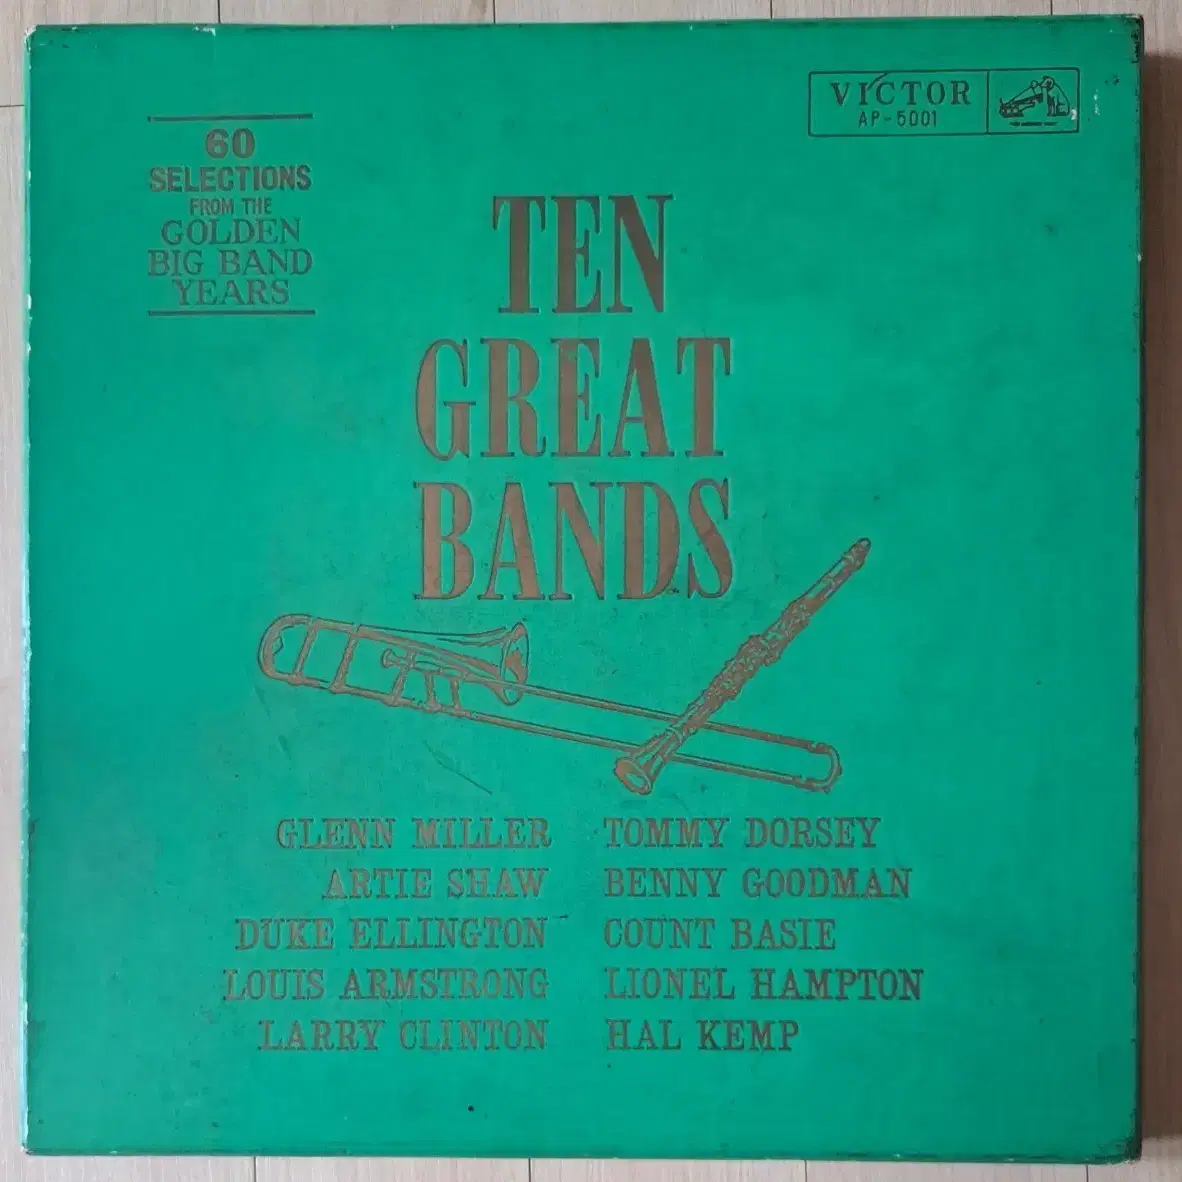 VICTOR
AP-5001
60
SELECTIONS
FROM THE
GOLDEN
BIG BAND
YEARS
TEN
GREAT
BANDS
GLENN MILLER
TOMMY DORSEY
ARTIE SHAW
BENNY GOODMAN
DUKE ELLINGTON
COUNT BASIE
LOUIS ARMSTRONG
LIONEL HAMPTON
LARRY CLINTON
HAL KEMP